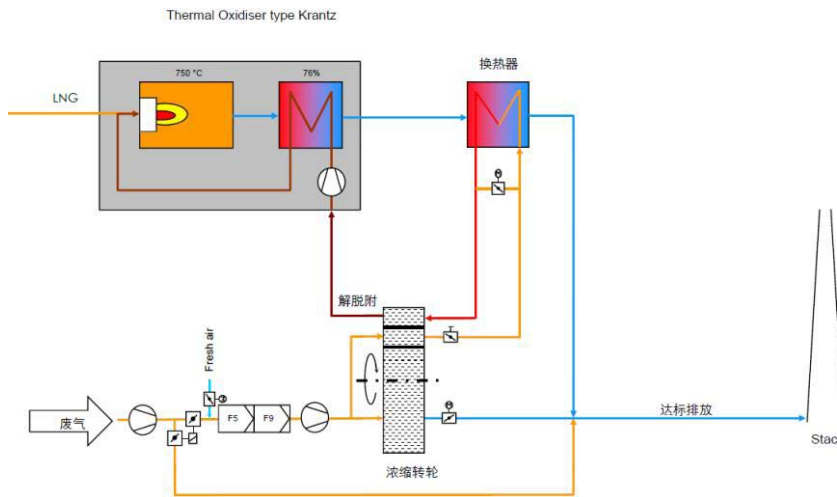 Thermal Oxidiser type Krantz
750 °C
76%
换热器
LNG
解脱附
Fresh air
废气
F5
F9
浓缩转轮
达标排放
Stac